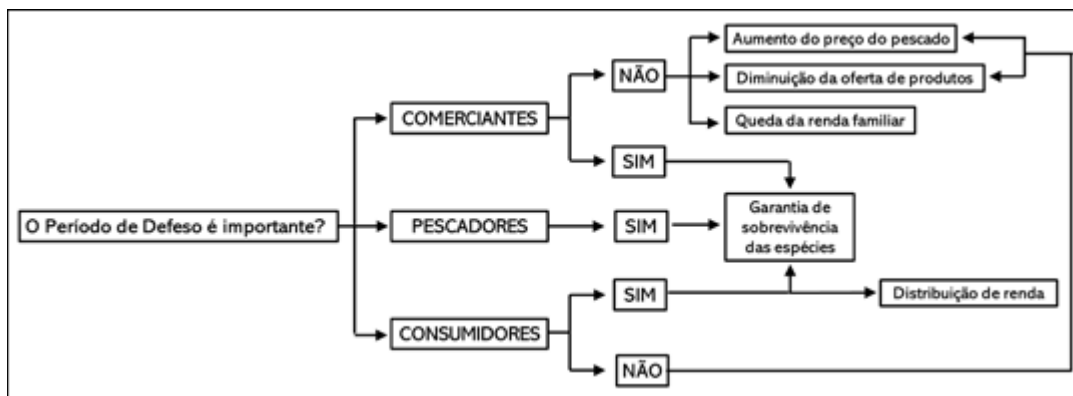 Aumento do preço do pescado
NÃO
Diminuição da oferta de produtos
COMERCIANTES
Queda da renda familiar
SIM
O Período de Defeso é importante?
PESCADORES
SIM
Garantia de
sobrevivência
das espécies
SIM
Distribuição de renda
CONSUMIDORES
NÃO